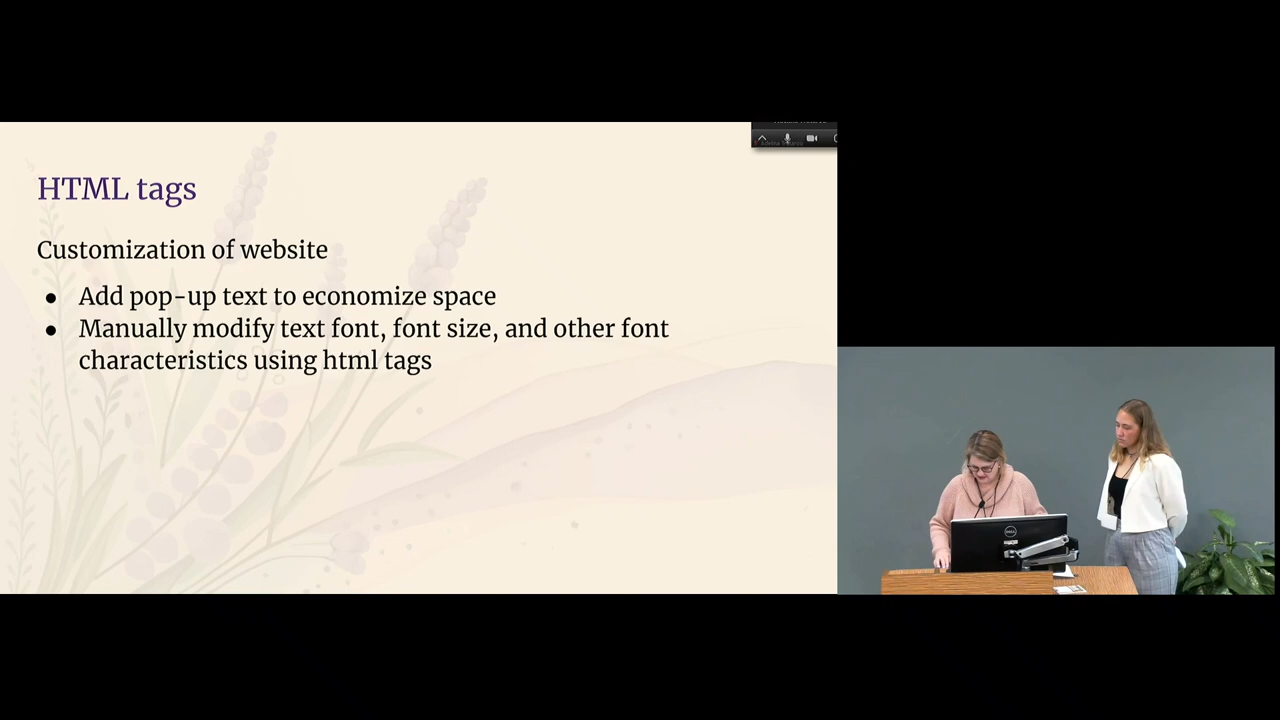 HTML tags
Customization of website
● Add pop-up text to economize space
● Manually modify text font, font size, and other font
characteristics using html tags
DELL